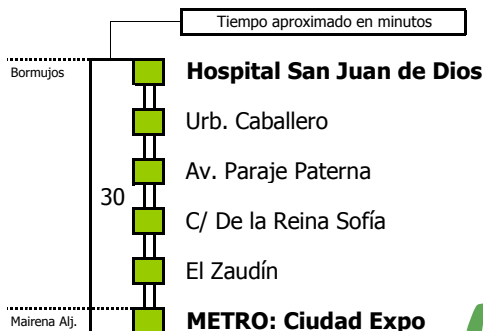 Tiempo aproximado en minutos
Bormujos
Hospital San Juan de Dios
Urb. Caballero
Av. Paraje Paterna
30
C/ De la Reina Sofía
El Zaudín
Mairena Alj.
METRO: Ciudad Expo